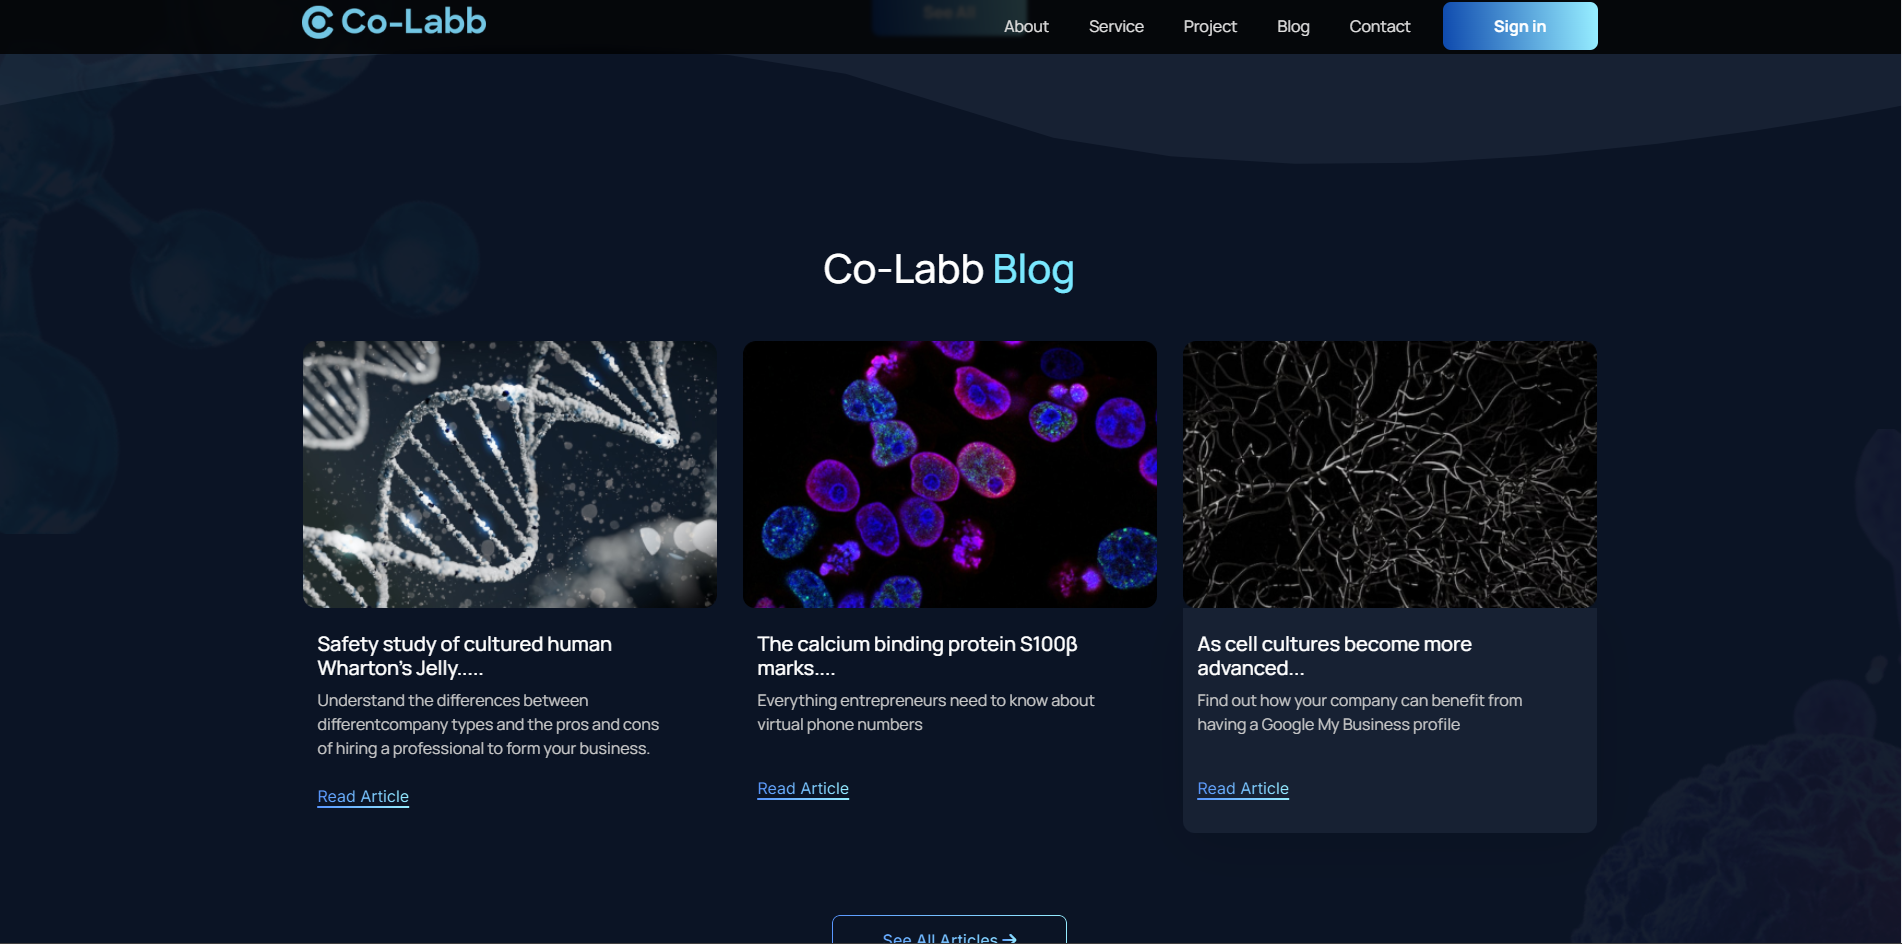 Co-Labb
See All
About
Service
Project
Blog
Contact
Sign in
Co-Labb Blog
Safety study of cultured human
Wharton's Jelly.....
Understand the differences between
differentcompany types and the pros and cons
of hiring a professional to form your business.
Read Article
The calcium binding protein S100β
marks....
Everything entrepreneurs need to know about
virtual phone numbers
Read Article
As cell cultures become more
advanced...
Find out how your company can benefit from
having a Google My Business profile
Read Article
See All Articles →